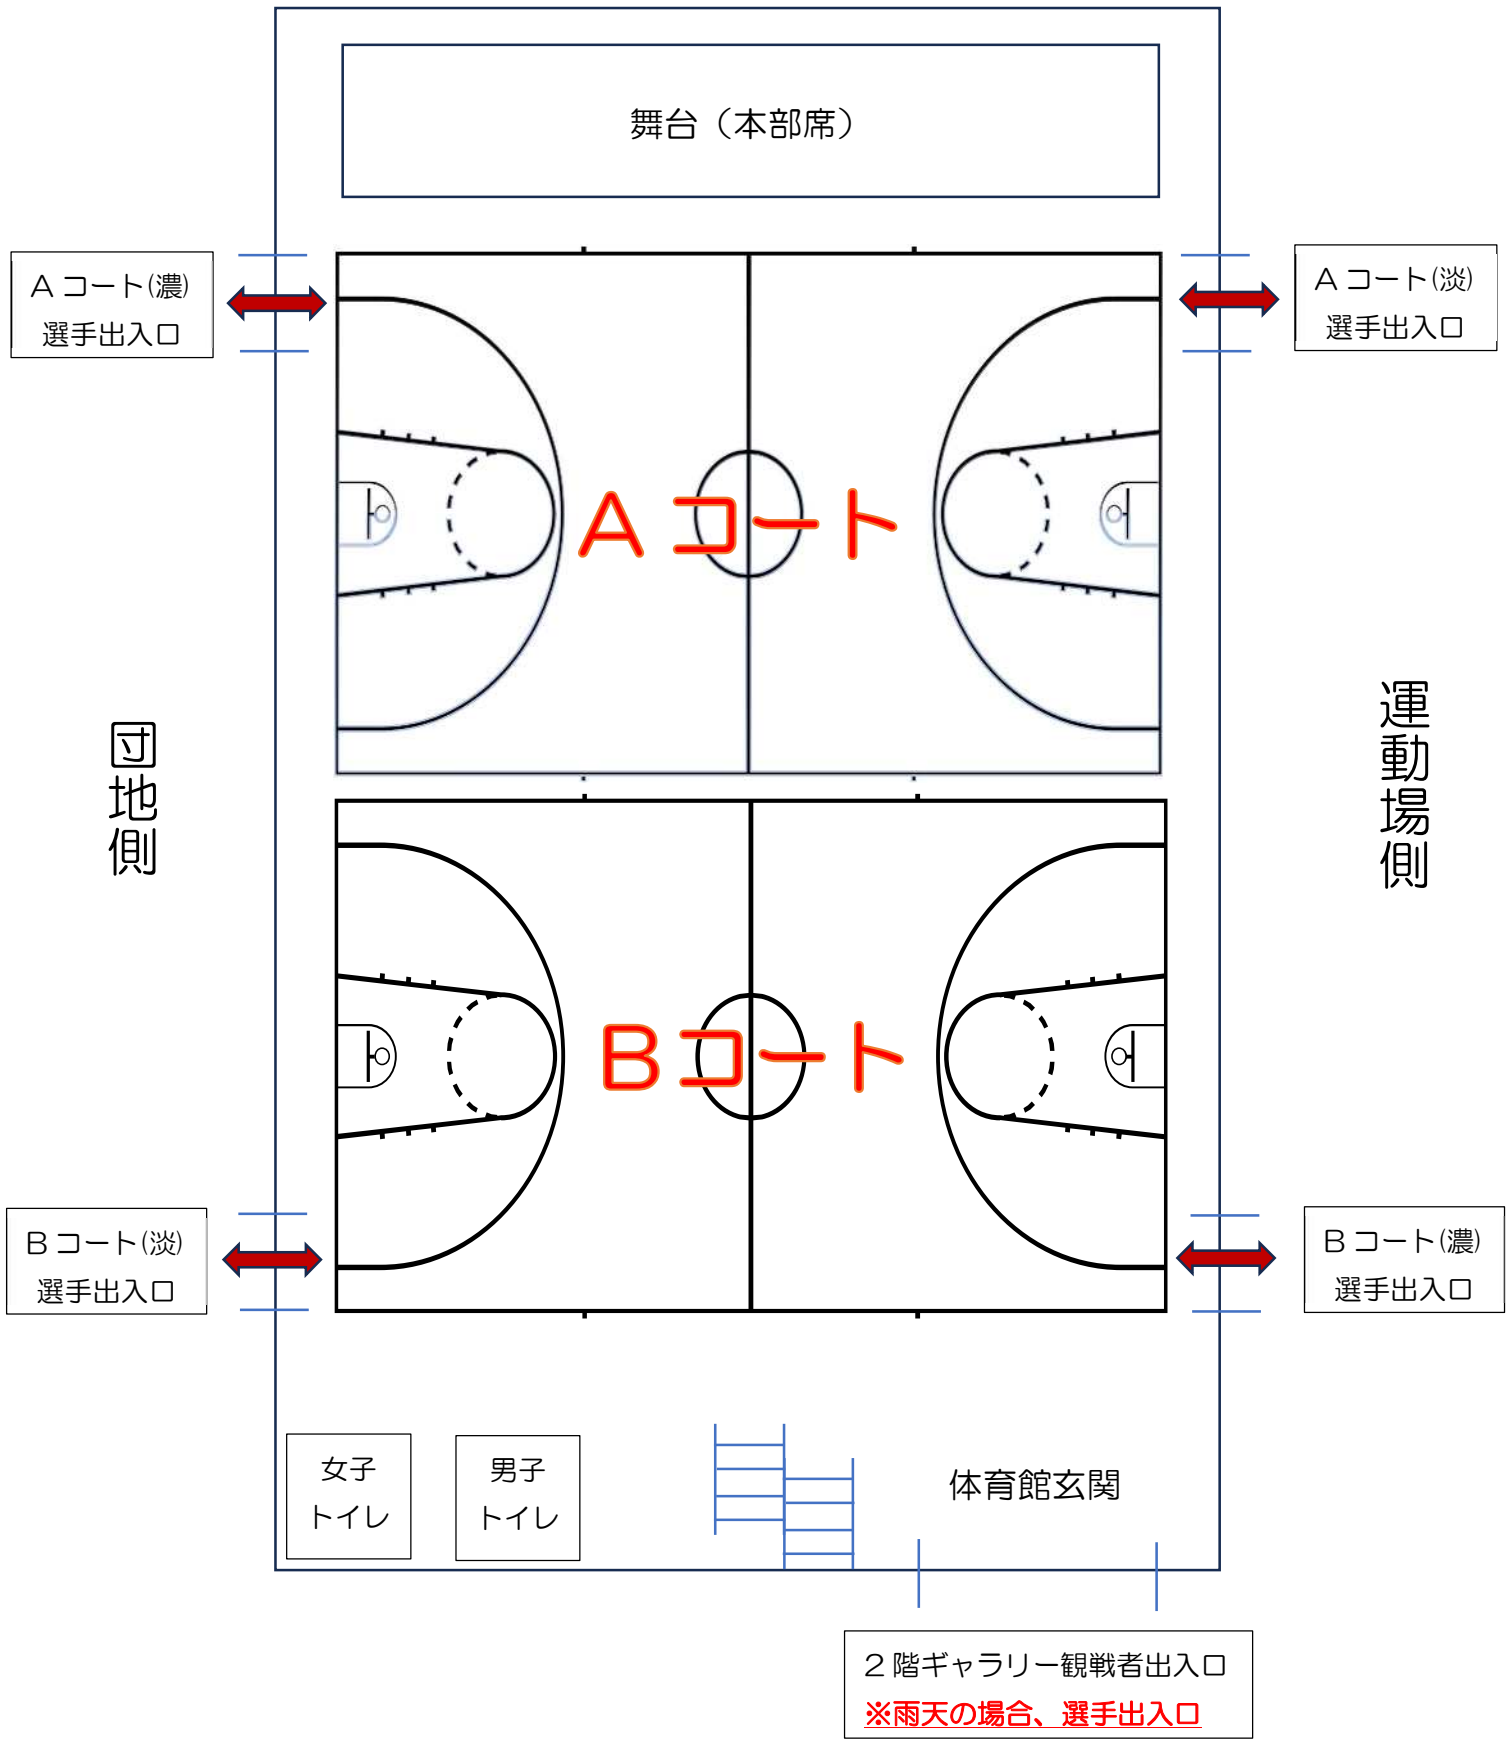 舞台（本部席）
Aコート(濃)
選手出入口
Aコート(淡)
選手出入口
Aコート
団地側
運動場側
Bコート
Bコート(淡)
選手出入口
Bコート(濃)
選手出入口
女子
トイレ
男子
トイレ
体育館玄関
2階ギャラリー観戦者出入口
※雨天の場合、選手出入口